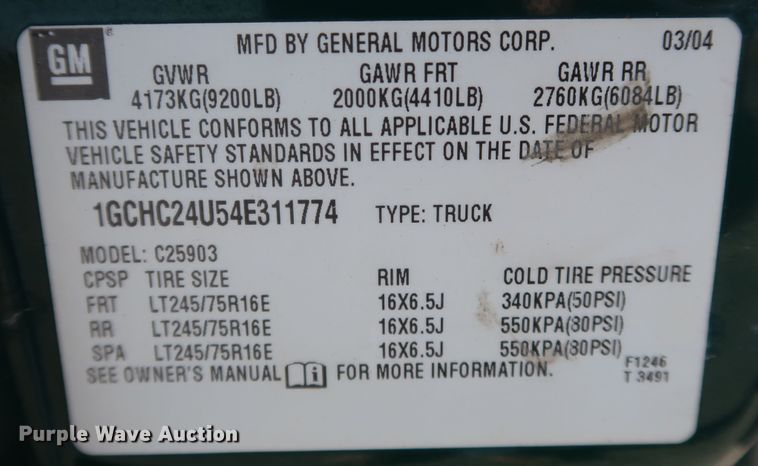 GM ® MFD BY GENERAL MOTORS CORP. 03/04
GVWR GAWR FRT GAWR RR
4173KG(9200LB) 2000KG(4410LB) 2760KG(6084LB)
THIS VEHICLE CONFORMS TO ALL APPLICABLE U.S. FEDERAL MOTOR
VEHICLE SAFETY STANDARDS IN EFFECT ON THE DATE OF
MANUFACTURE SHOWN ABOVE.
1GCHC24U54E311774 TYPE: TRUCK
MODEL: C25903
CPSP TIRE SIZE RIM COLD TIRE PRESSURE
FRT LT245/75R16E 16X6.5J 340KPA(50PSI)
RR LT245/75R16E 16X6.5J 550KPA(80PSI)
SPA LT245/75R16E 16X6.5J 550KPA(80PSI)
SEE OWNER'S MANUAL i FOR MORE INFORMATION. F1246
T 3491
Purple Wave Auction